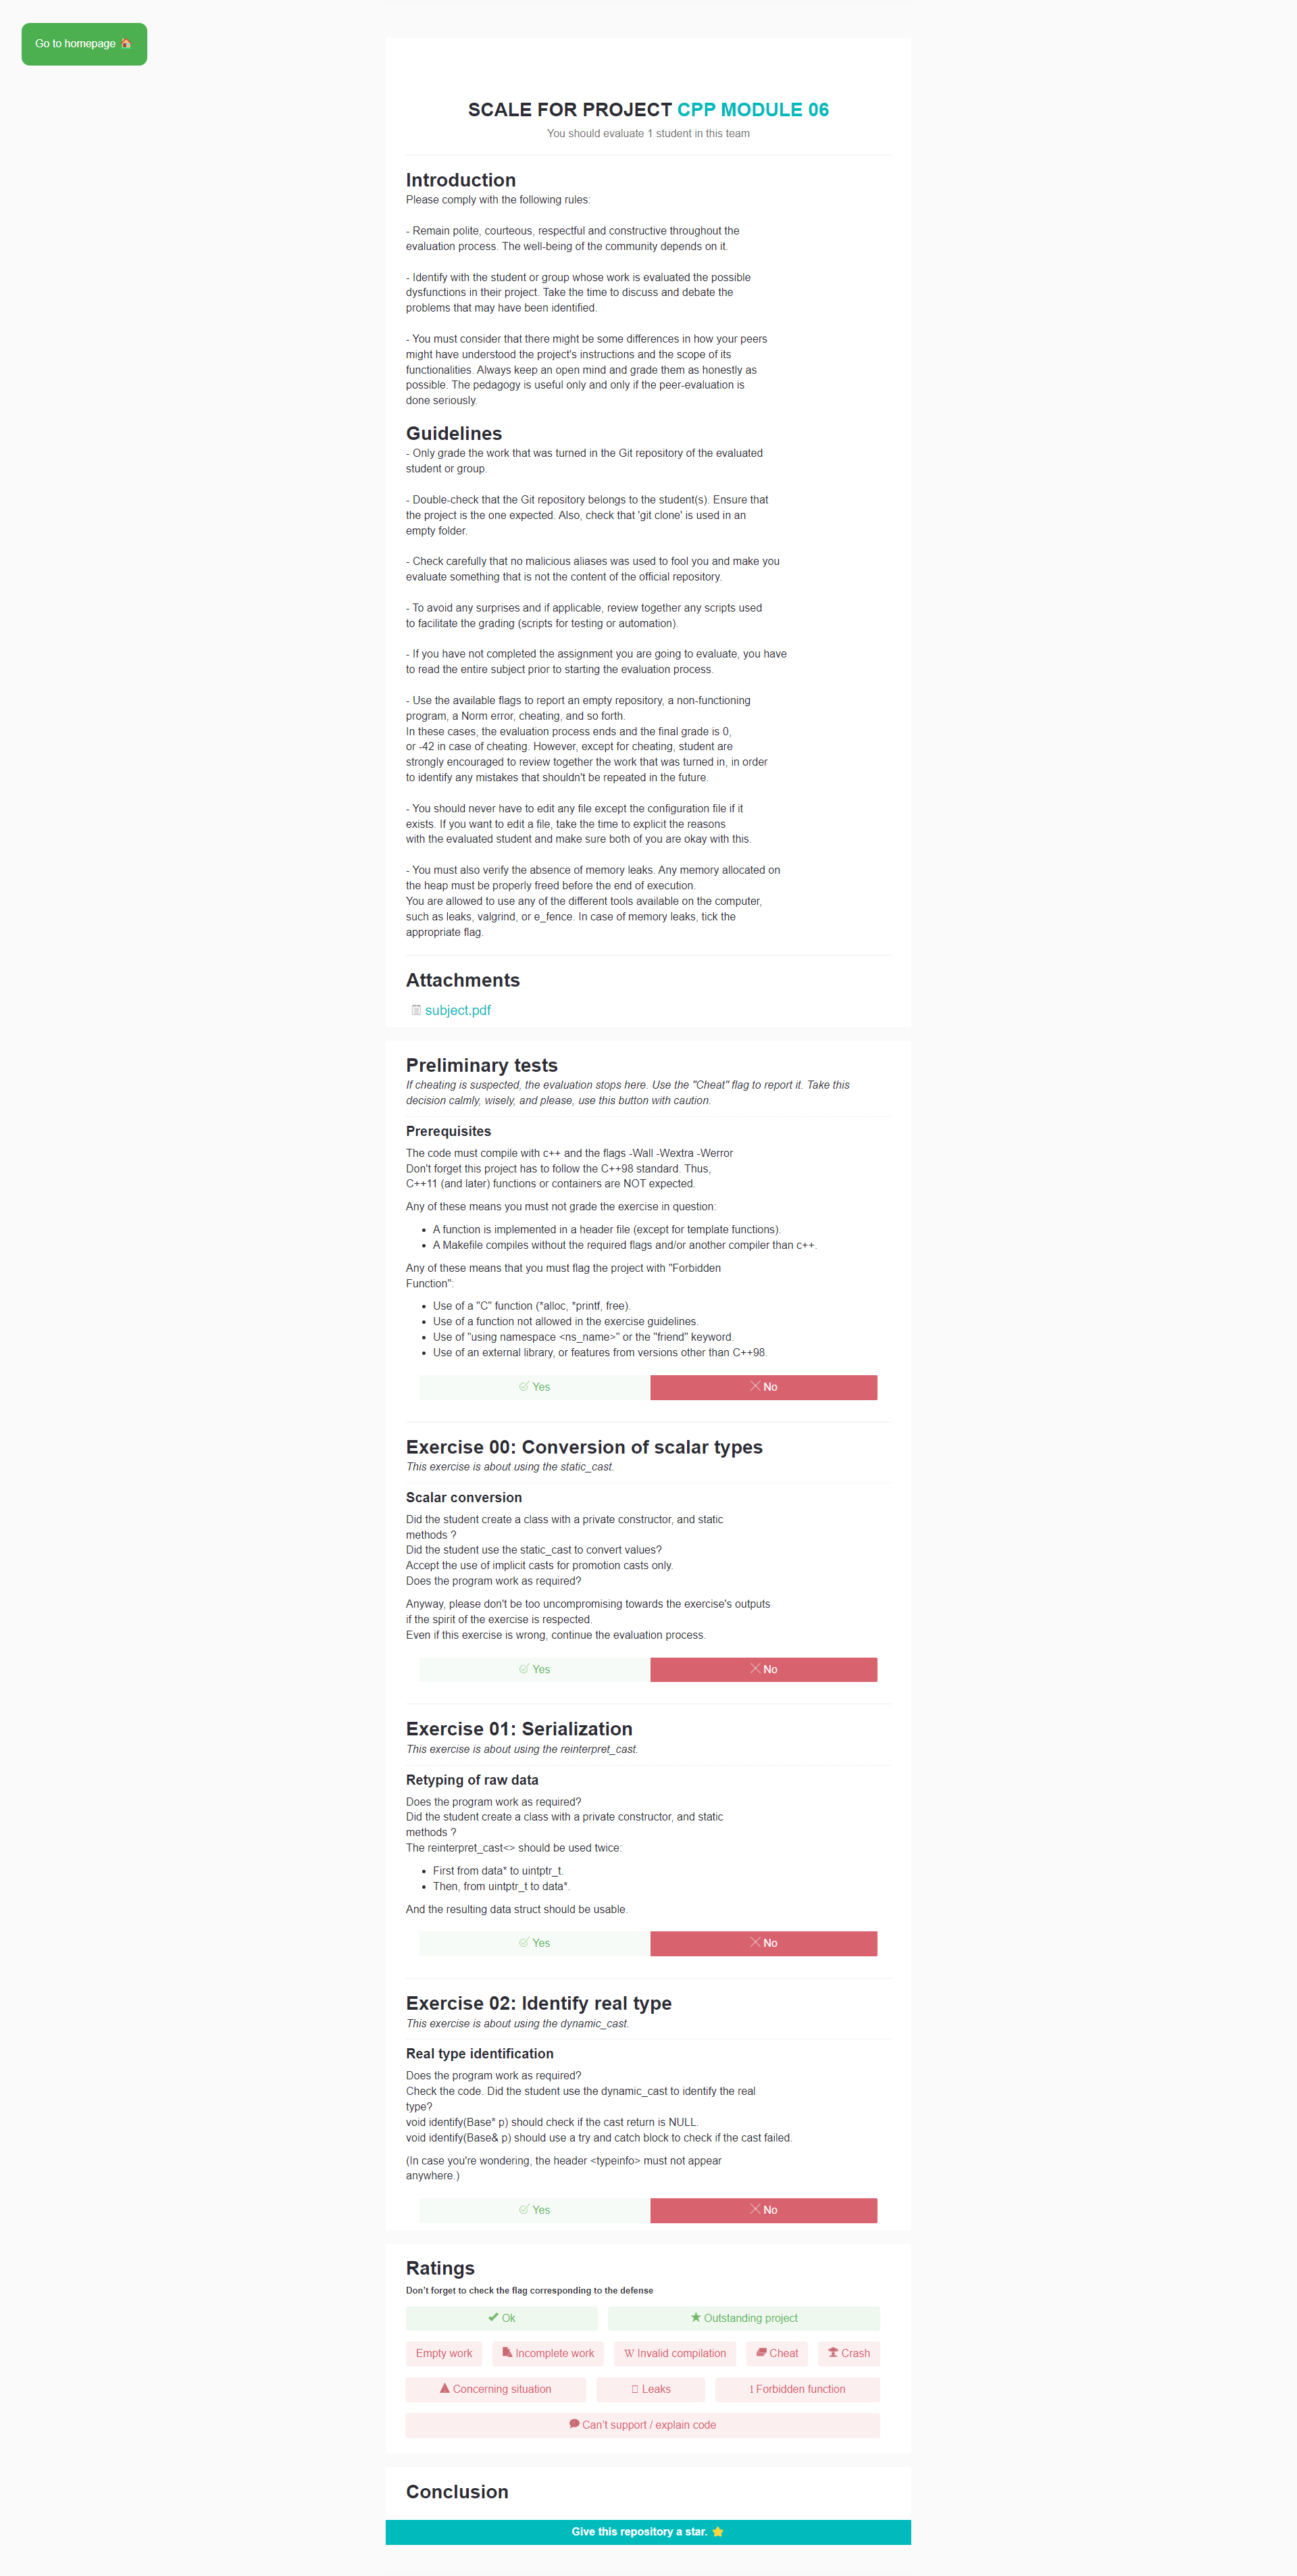 Go to homepage 🏠
SCALE FOR PROJECT CPP MODULE 06
You should evaluate 1 student in this team
Introduction
Please comply with the following rules:
- Remain polite, courteous, respectful and constructive throughout the
evaluation process. The well-being of the community depends on it.
- Identify with the student or group whose work is evaluated the possible
dysfunctions in their project. Take the time to discuss and debate the
problems that may have been identified.
- You must consider that there might be some differences in how your peers
might have understood the project's instructions and the scope of its
functionalities. Always keep an open mind and grade them as honestly as
possible. The pedagogy is useful only and only if the peer-evaluation is
done seriously.
Guidelines
- Only grade the work that was turned in the Git repository of the evaluated
student or group.
- Double-check that the Git repository belongs to the student(s). Ensure that
the project is the one expected. Also, check that 'git clone' is used in an
empty folder.
- Check carefully that no malicious aliases was used to fool you and make you
evaluate something that is not the content of the official repository.
- To avoid any surprises and if applicable, review together any scripts used
to facilitate the grading (scripts for testing or automation).
- If you have not completed the assignment you are going to evaluate, you have
to read the entire subject prior to starting the evaluation process.
- Use the available flags to report an empty repository, a non-functioning
program, a Norm error, cheating, and so forth.
In these cases, the evaluation process ends and the final grade is 0,
or -42 in case of cheating. However, except for cheating, student are
strongly encouraged to review together the work that was turned in, in order
to identify any mistakes that shouldn't be repeated in the future.
- You should never have to edit any file except the configuration file if it
exists. If you want to edit a file, take the time to explicit the reasons
with the evaluated student and make sure both of you are okay with this.
- You must also verify the absence of memory leaks. Any memory allocated on
the heap must be properly freed before the end of execution.
You are allowed to use any of the different tools available on the computer,
such as leaks, valgrind, or e_fence. In case of memory leaks, tick the
appropriate flag.
Attachments
subject.pdf
Preliminary tests
If cheating is suspected, the evaluation stops here. Use the "Cheat" flag to report it. Take this
decision calmly, wisely, and please, use this button with caution.
Prerequisites
The code must compile with c++ and the flags -Wall -Wextra -Werror
Don't forget this project has to follow the C++98 standard. Thus,
C++11 (and later) functions or containers are NOT expected.
Any of these means you must not grade the exercise in question:
• A function is implemented in a header file (except for template functions).
• A Makefile compiles without the required flags and/or another compiler than c++.
Any of these means that you must flag the project with "Forbidden
Function":
• Use of a "C" function (*alloc, *printf, free).
• Use of a function not allowed in the exercise guidelines.
• Use of "using namespace <ns_name>" or the "friend" keyword.
• Use of an external library, or features from versions other than C++98.
Yes
No
Exercise 00: Conversion of scalar types
This exercise is about using the static_cast.
Scalar conversion
Did the student create a class with a private constructor, and static
methods ?
Did the student use the static_cast to convert values?
Accept the use of implicit casts for promotion casts only.
Does the program work as required?
Anyway, please don't be too uncompromising towards the exercise's outputs
if the spirit of the exercise is respected.
Even if this exercise is wrong, continue the evaluation process.
Yes
No
Exercise 01: Serialization
This exercise is about using the reinterpret_cast.
Retyping of raw data
Does the program work as required?
Did the student create a class with a private constructor, and static
methods ?
The reinterpret_cast<> should be used twice:
• First from data* to uintptr_t.
• Then, from uintptr_t to data*.
And the resulting data struct should be usable.
Yes
No
Exercise 02: Identify real type
This exercise is about using the dynamic_cast.
Real type identification
Does the program work as required?
Check the code. Did the student use the dynamic_cast to identify the real
type?
void identify(Base* p) should check if the cast return is NULL.
void identify(Base& p) should use a try and catch block to check if the cast failed.
(In case you're wondering, the header <typeinfo> must not appear
anywhere.)
Yes
No
Ratings
Don't forget to check the flag corresponding to the defense
Ok
★ Outstanding project
Empty work
Incomplete work
W Invalid compilation
Cheat
Crash
Concerning situation
Leaks
1 Forbidden function
Can't support / explain code
Conclusion
Give this repository a star. ⭐